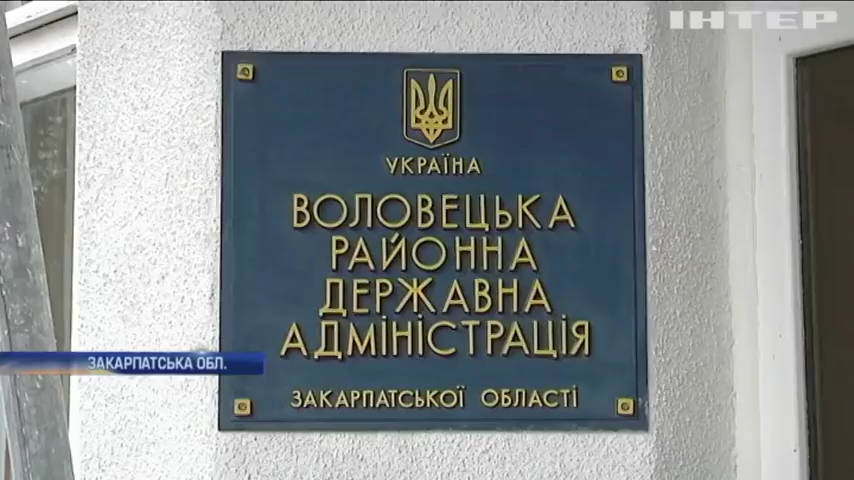 ІНТЕР
УКРАЇНА
ВОЛОВЕЦЬКА
РАЙОННА
ДЕРЖАВНА
АДМІНІСТРАЦІЯ
ЗАКАРПАТСЬКОЇ ОБЛАСТІ
ЗАКАРПАТСЬКА ОБЛ.